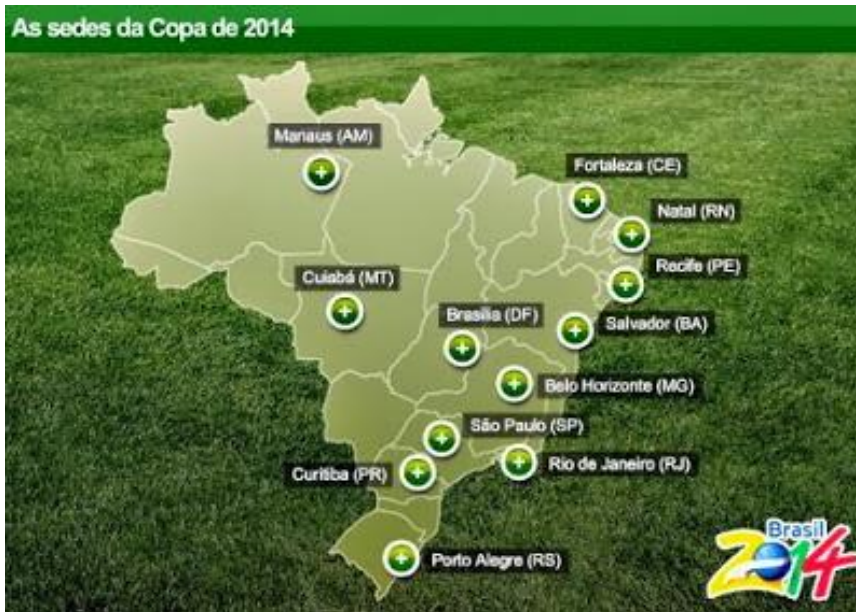 As sedes da Copa de 2014
Manaus (AM)
Fortaleza (CE)
Natal (RN)
Recife (PE)
Cuiabá (MT)
Brasília (DF)
Salvador (BA)
Belo Horizonte (MG)
São Paulo (SP)
Rio de Janeiro (RJ)
Curitiba (PR)
Porto Alegre (RS)
Brasil
2014